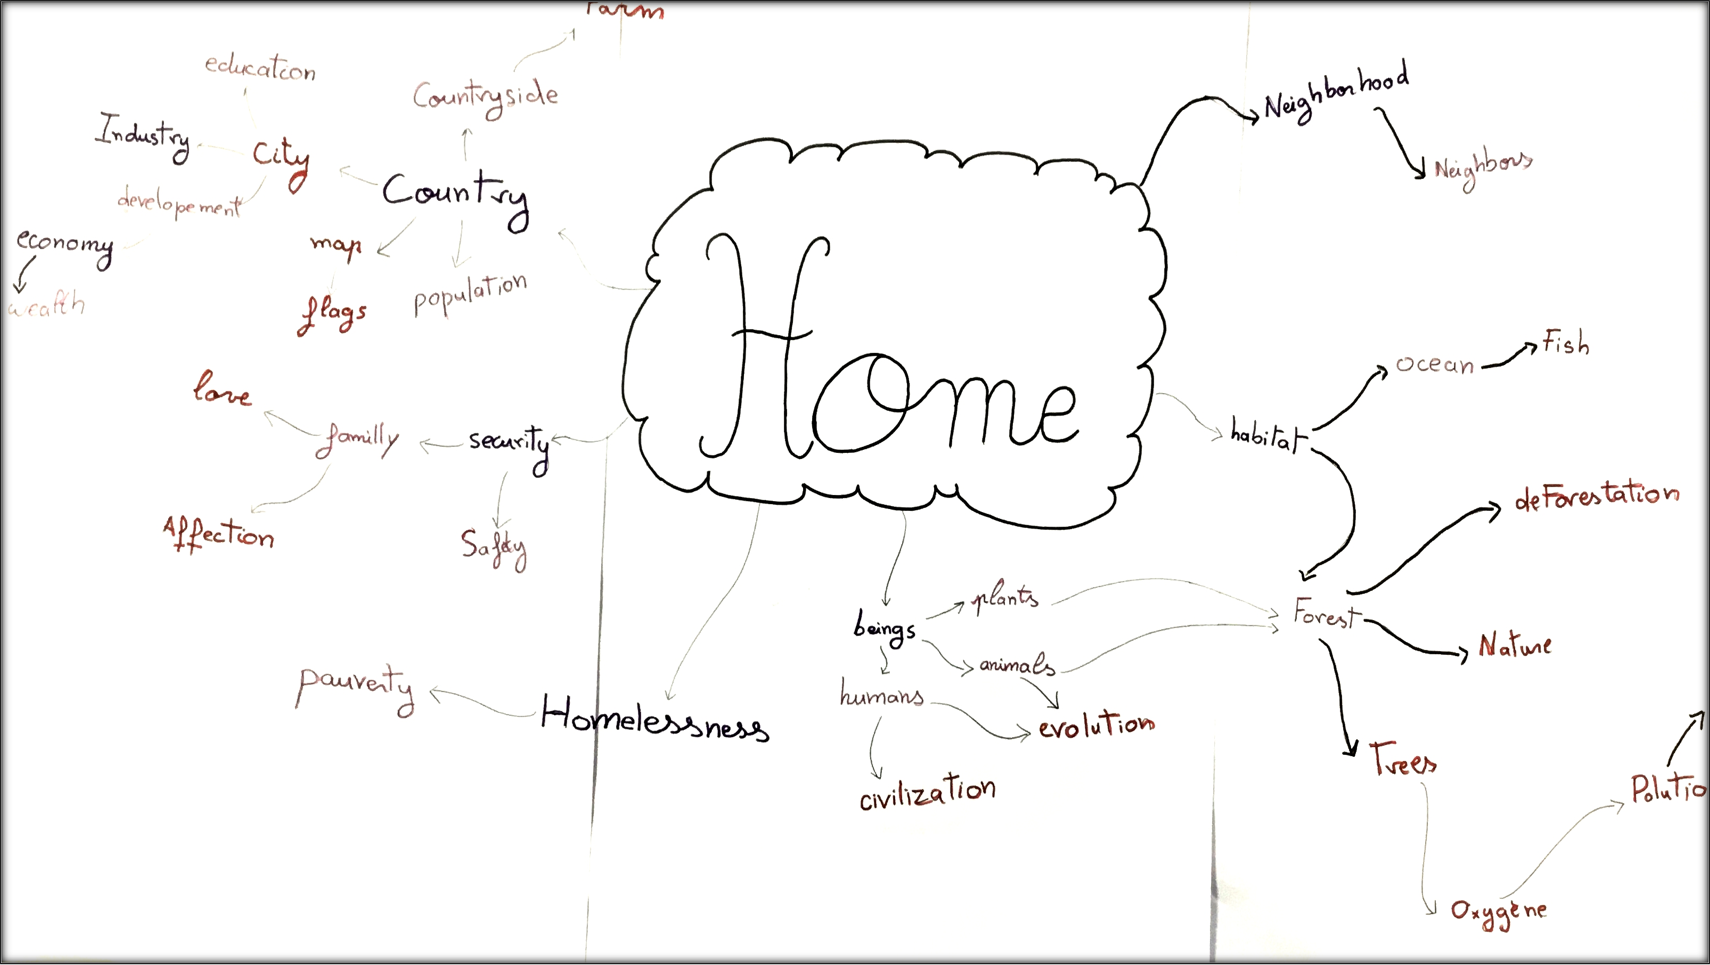 Farm
education
Countryside
Neighborhood
Industry
City
Neighbors
Country
developement
economy
map
wealth
flags
population
Home
ocean
Fish
love
familly
security
habitat
deforestation
Affection
Safety
plants
Forest
beings
animals
Nature
pauverty
humans
Homelessness
evolution
Trees
civilization
Polutio
Oxygène